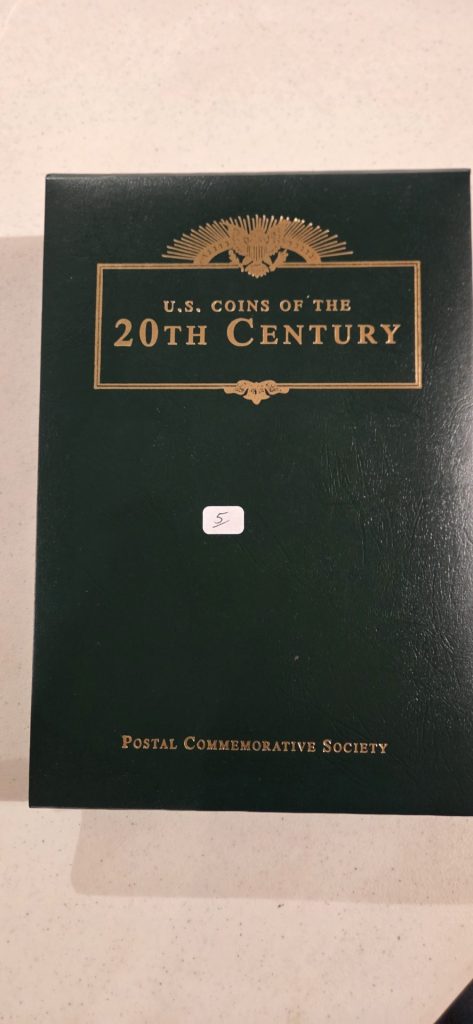 U.S. COINS OF THE
20TH CENTURY
5
POSTAL COMMEMORATIVE SOCIETY